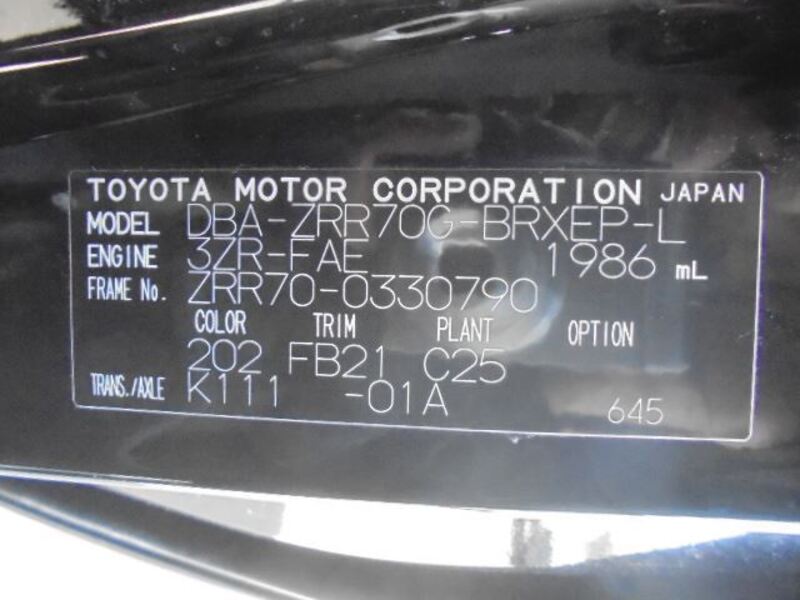 TOYOTA MOTOR CORPORATION JAPAN
MODEL DBA-ZRR70G-BRXEP-L
ENGINE 3ZR-FAE 1986 mL
FRAME No. ZRR70-0330790
COLOR TRIM PLANT OPTION
202 FB21 C25
TRANS./AXLE K111 -01A 645